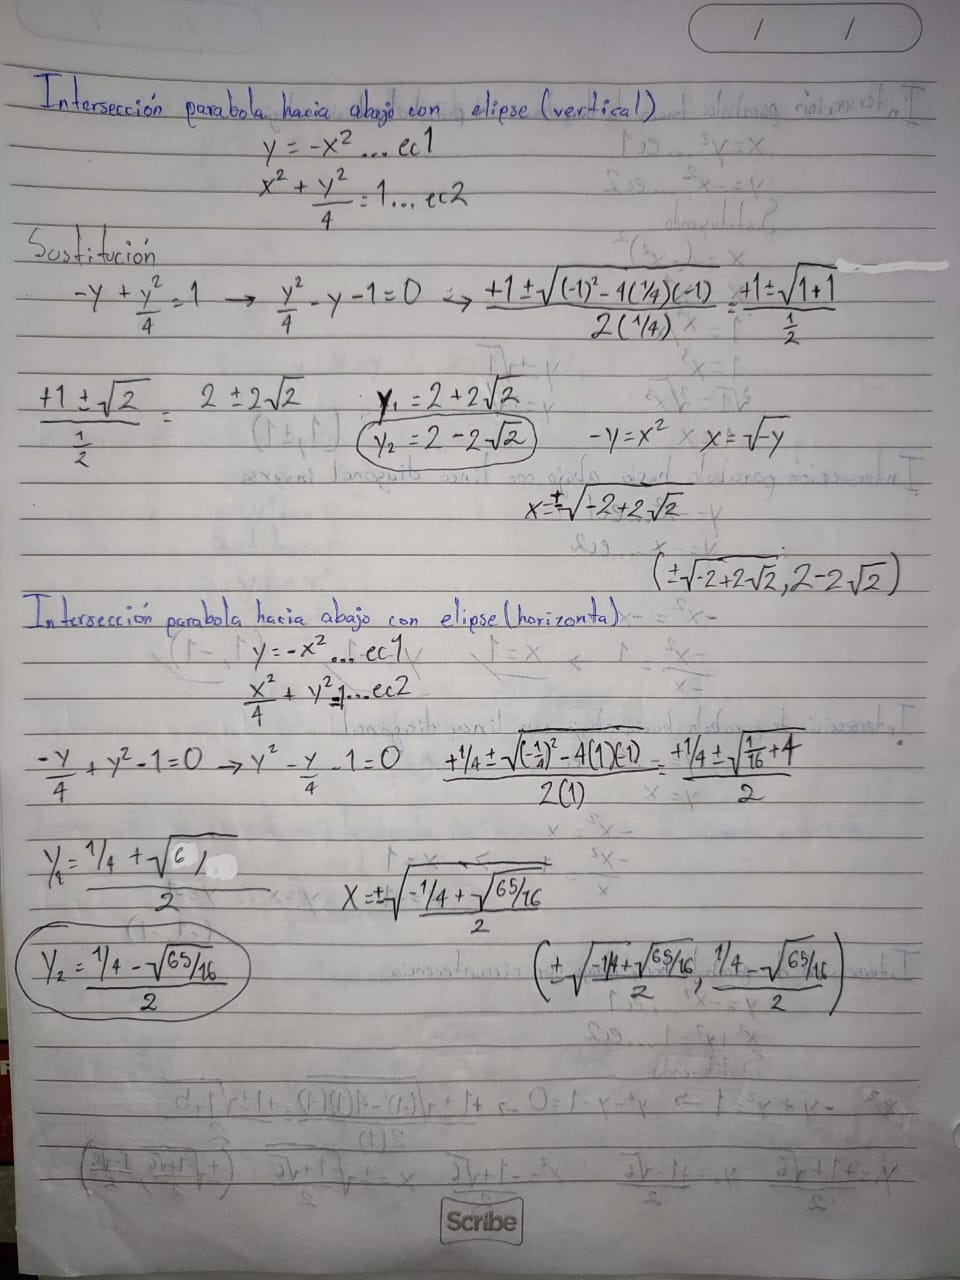 / /
Intersección parabola hacia abajo con elipse (vertical)
y = -x² ... ec1
x² + y²/4 = 1... ec2
Sustitución
-y + y²/4 = 1 → y²/4 - y - 1 = 0 → (+1 ± √((-1)² - 4(1/4)(-1)))/(2(1/4)) = (+1 ± √(1+1))/(1/2)
(+1 ± √2)/(1/2) = 2 ± 2√2 y₁ = 2 + 2√2
y₂ = 2 - 2√2 -y = x² x = √-y
x = ±√(-2+2√2)
(±√(-2+2√2), 2-2√2)
Intersección parabola hacia abajo con elipse (horizonta)
y = -x² ... ec1
x²/4 + y² = 1 ... ec2
-y/4 + y² - 1 = 0 → y² - y/4 - 1 = 0 (+1/4 ± √((-1/4)² - 4(1)(-1)))/(2(1)) = (+1/4 ± √(1/16 + 4))/2
y₁ = (1/4 + √6/)/2 x = ±√((-1/4 + √(65/16))/2)
y₂ = (1/4 - √(65/16))/2 (±√((-1/4 + √(65/16))/2), (1/4 - √(65/16))/2)
Scribe